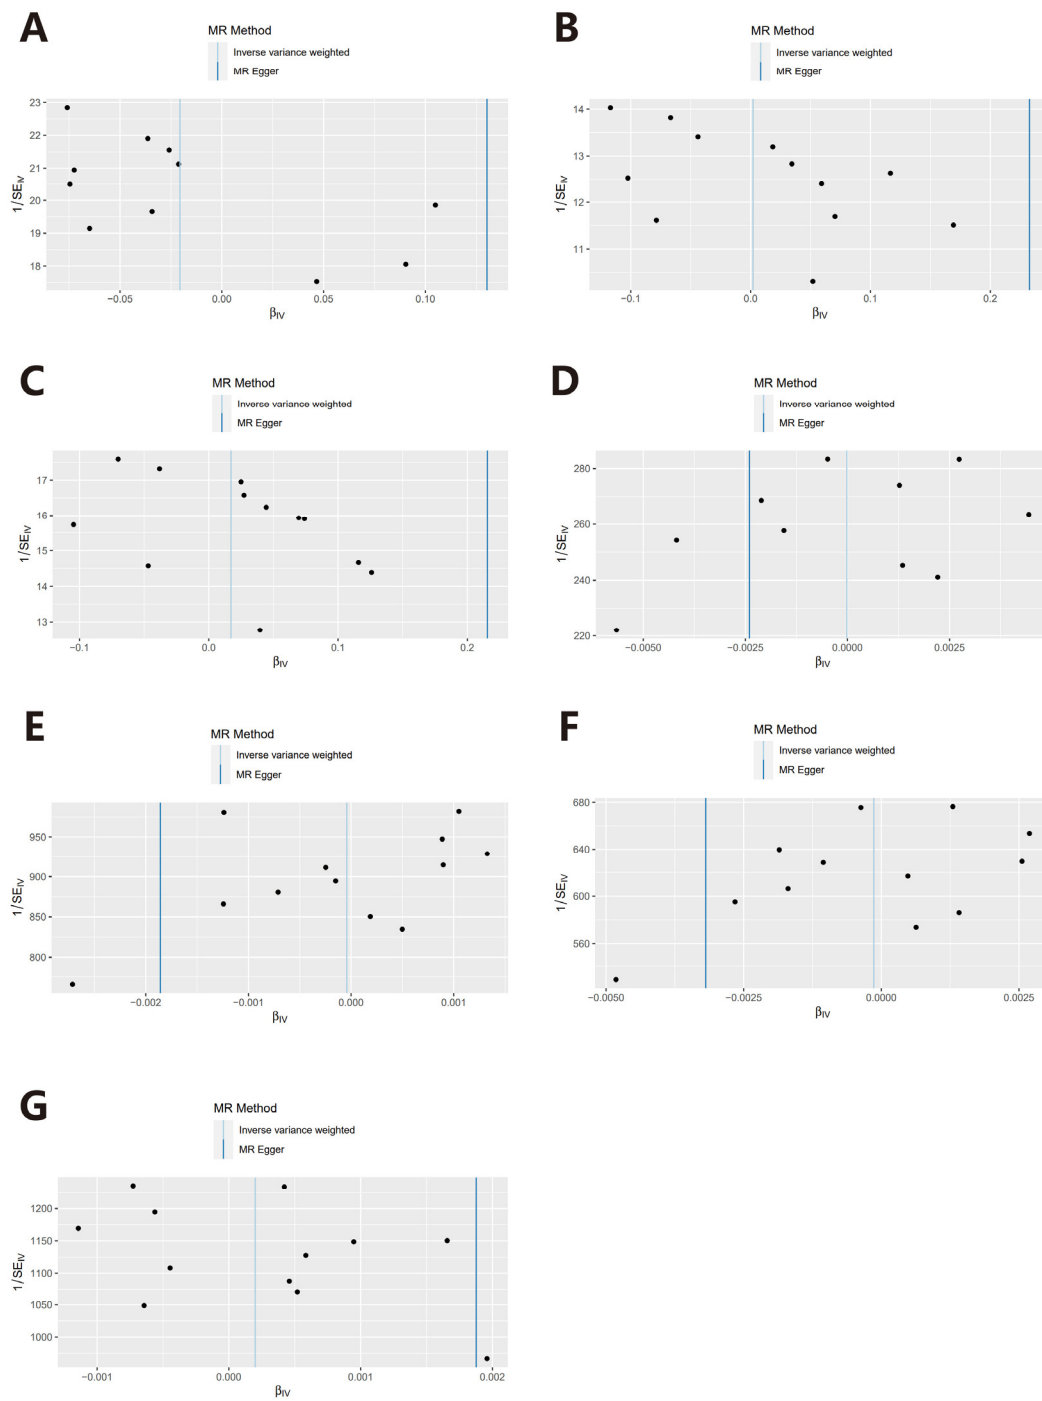 A
MR Method
Inverse variance weighted
MR Egger
23
22
21
20
19
18
1/SE_IV
−0.05
0.00
0.05
0.10
β_IV
B
MR Method
Inverse variance weighted
MR Egger
14
13
12
11
1/SE_IV
−0.1
0.0
0.1
0.2
β_IV
C
MR Method
Inverse variance weighted
MR Egger
17
16
15
14
13
1/SE_IV
−0.1
0.0
0.1
0.2
β_IV
D
MR Method
Inverse variance weighted
MR Egger
280
260
240
220
1/SE_IV
−0.0050
−0.0025
0.0000
0.0025
β_IV
E
MR Method
Inverse variance weighted
MR Egger
950
900
850
800
1/SE_IV
−0.002
−0.001
0.000
0.001
β_IV
F
MR Method
Inverse variance weighted
MR Egger
680
640
600
560
1/SE_IV
−0.0050
−0.0025
0.0000
0.0025
β_IV
G
MR Method
Inverse variance weighted
MR Egger
1200
1150
1100
1050
1000
1/SE_IV
−0.001
0.000
0.001
0.002
β_IV